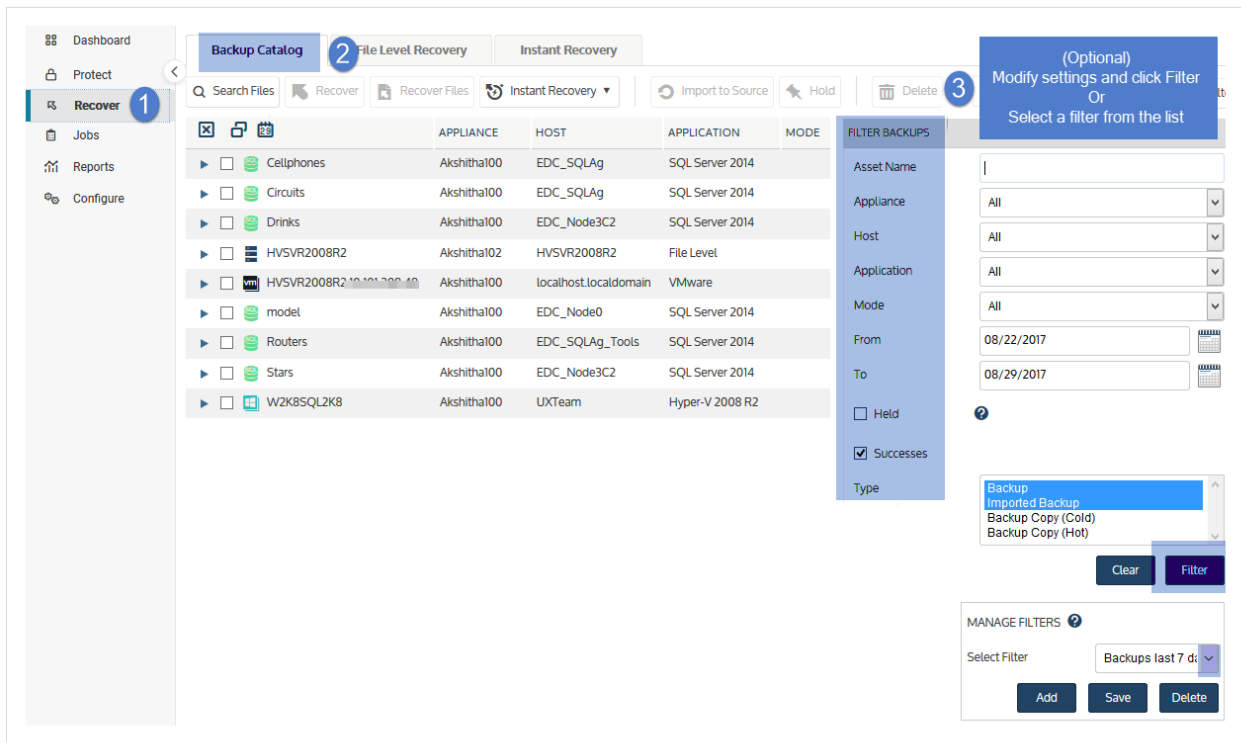 Dashboard
Protect
Recover 1
Jobs
Reports
Configure
Backup Catalog 2 File Level Recovery Instant Recovery
Search Files Recover Recover Files Instant Recovery Import to Source Hold Delete 3
(Optional)
Modify settings and click Filter
Or
Select a filter from the list
APPLIANCE HOST APPLICATION MODE
Cellphones Akshitha100 EDC_SQLAg SQL Server 2014
Circuits Akshitha100 EDC_SQLAg SQL Server 2014
Drinks Akshitha100 EDC_Node3C2 SQL Server 2014
HVSVR2008R2 Akshitha102 HVSVR2008R2 File Level
vm HVSVR2008R2 Akshitha100 localhost.localdomain VMware
model Akshitha100 EDC_Node0 SQL Server 2014
Routers Akshitha100 EDC_SQLAg_Tools SQL Server 2014
Stars Akshitha100 EDC_Node3C2 SQL Server 2014
W2K8SQL2K8 Akshitha100 UXTeam Hyper-V 2008 R2
FILTER BACKUPS
Asset Name
Appliance All
Host All
Application All
Mode All
From 08/22/2017
To 08/29/2017
Held ?
Successes
Type
Backup
Imported Backup
Backup Copy (Cold)
Backup Copy (Hot)
Clear Filter
MANAGE FILTERS ?
Select Filter Backups last 7 da
Add Save Delete